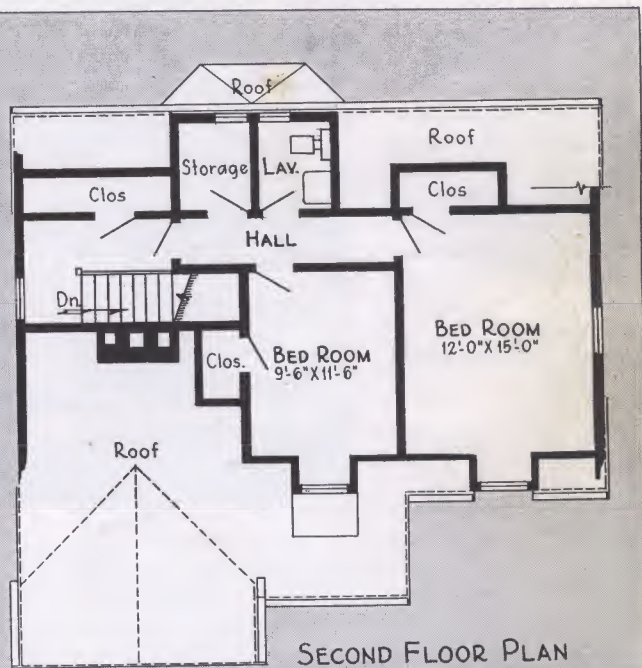 Roof
Roof
Storage
LAV.
Clos
Clos
HALL
Dn.
BED ROOM
12'-0"X15'-0"
Clos.
BED ROOM
9'-6"X11'-6"
Roof
SECOND FLOOR PLAN